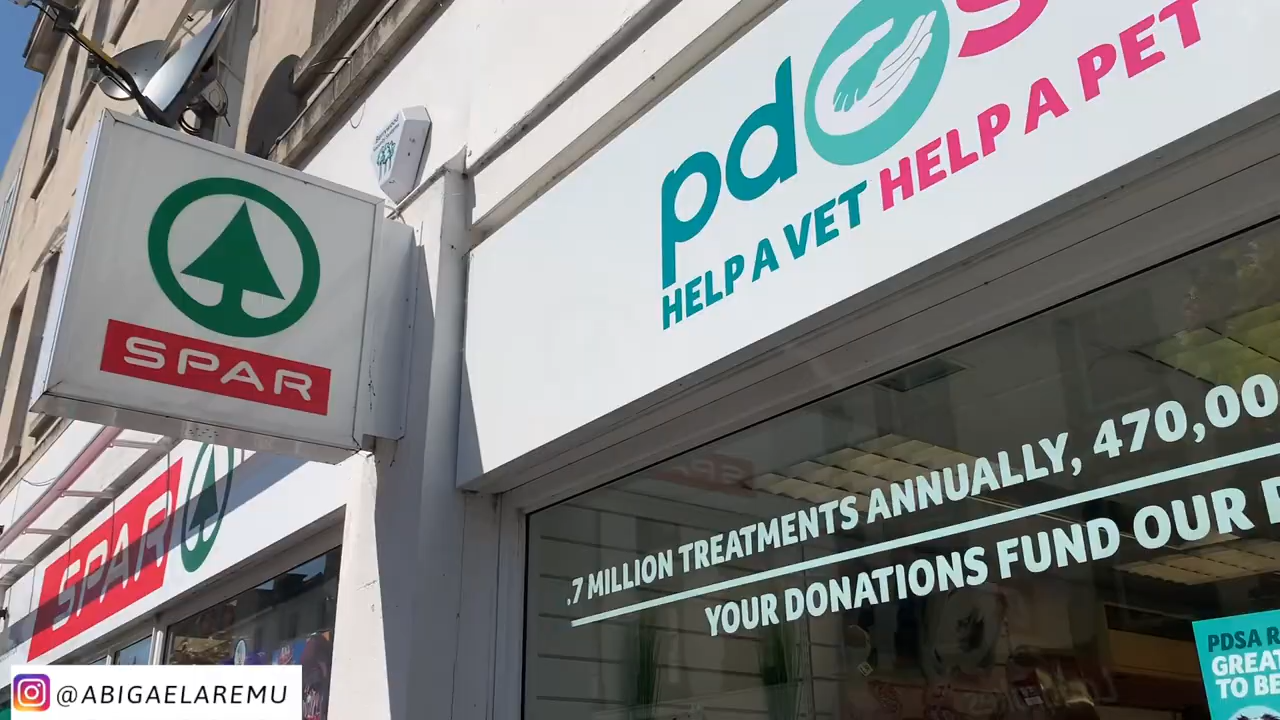 SPAR
pdsa
HELP A VET HELP A PET
.7 MILLION TREATMENTS ANNUALLY, 470,00
YOUR DONATIONS FUND OUR
SPAR
PDSA R
GREAT
TO BE
@ABIGAELAREMU